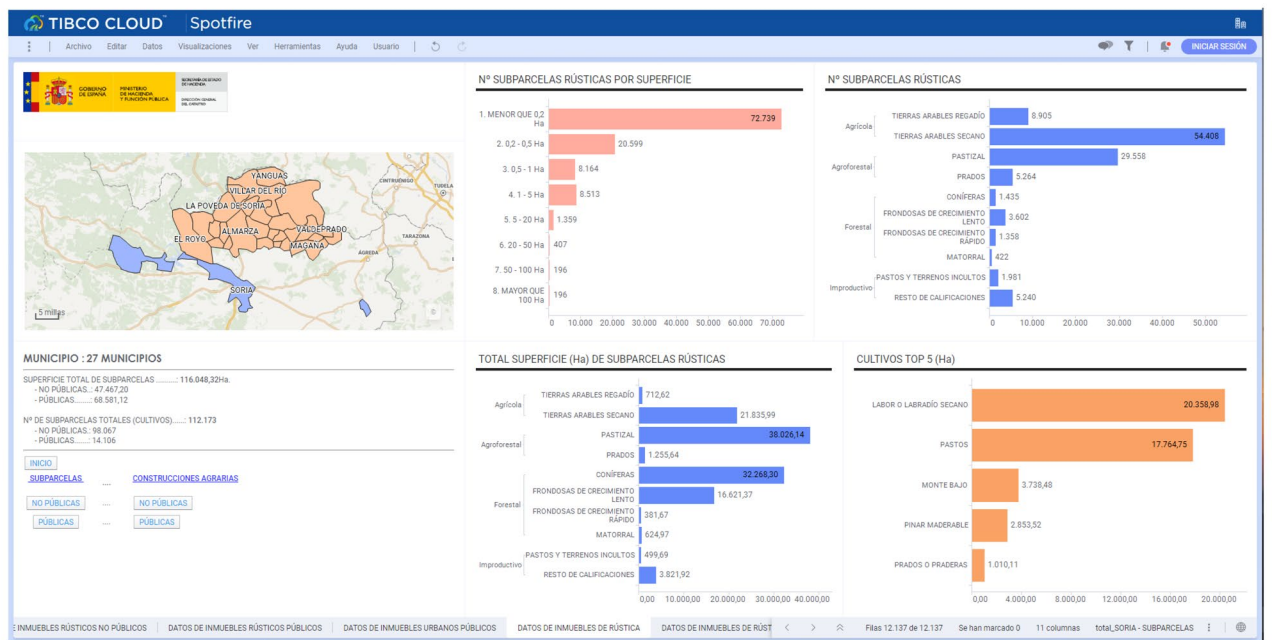 TIBCO CLOUD™ Spotfire
Archivo Editar Datos Visualizaciones Ver Herramientas Ayuda Usuario
INICIAR SESIÓN
GOBIERNO DE ESPAÑA
MINISTERIO DE HACIENDA Y FUNCIÓN PÚBLICA
SECRETARÍA DE ESTADO DE HACIENDA
DIRECCIÓN GENERAL DEL CATASTRO
YANGUAS
VILLAR DEL RÍO
LA POVEDA DE SORIA
ALMARZA
VALDEPRADO
EL ROYO
MAGAÑA
SORIA
CINTRUÉNIGO
TUDELA
TARAZONA
ÁGREDA
5 millas
Nº SUBPARCELAS RÚSTICAS POR SUPERFICIE
1. MENOR QUE 0,2 Ha 72.739
2. 0,2 - 0,5 Ha 20.599
3. 0,5 - 1 Ha 8.164
4. 1 - 5 Ha 8.513
5. 5 - 20 Ha 1.359
6. 20 - 50 Ha 407
7. 50 - 100 Ha 196
8. MAYOR QUE 100 Ha 196
0 10.000 20.000 30.000 40.000 50.000 60.000 70.000
Nº SUBPARCELAS RÚSTICAS
Agrícola
TIERRAS ARABLES REGADÍO 8.905
TIERRAS ARABLES SECANO 54.408
Agroforestal
PASTIZAL 29.558
PRADOS 5.264
Forestal
CONÍFERAS 1.435
FRONDOSAS DE CRECIMIENTO LENTO 3.602
FRONDOSAS DE CRECIMIENTO RÁPIDO 1.358
MATORRAL 422
Improductivo
PASTOS Y TERRENOS INCULTOS 1.981
RESTO DE CALIFICACIONES 5.240
0 10.000 20.000 30.000 40.000 50.000
MUNICIPIO : 27 MUNICIPIOS
SUPERFICIE TOTAL DE SUBPARCELAS ..........: 116.048,32Ha.
- NO PÚBLICAS..: 47.467,20
- PÚBLICAS........: 68.581,12
Nº DE SUBPARCELAS TOTALES (CULTIVOS)......: 112.173
- NO PÚBLICAS.: 98.067
- PÚBLICAS.......: 14.106
INICIO
SUBPARCELAS .... CONSTRUCCIONES AGRARIAS
NO PÚBLICAS .... NO PÚBLICAS
PÚBLICAS .... PÚBLICAS
TOTAL SUPERFICIE (Ha) DE SUBPARCELAS RÚSTICAS
Agrícola
TIERRAS ARABLES REGADÍO 712,62
TIERRAS ARABLES SECANO 21.835,99
Agroforestal
PASTIZAL 38.026,14
PRADOS 1.255,64
Forestal
CONÍFERAS 32.268,30
FRONDOSAS DE CRECIMIENTO LENTO 16.621,37
FRONDOSAS DE CRECIMIENTO RÁPIDO 381,67
MATORRAL 624,97
Improductivo
PASTOS Y TERRENOS INCULTOS 499,69
RESTO DE CALIFICACIONES 3.821,92
0,00 10.000,00 20.000,00 30.000,00 40.000,00
CULTIVOS TOP 5 (Ha)
LABOR O LABRADÍO SECANO 20.358,98
PASTOS 17.764,75
MONTE BAJO 3.738,48
PINAR MADERABLE 2.853,52
PRADOS O PRADERAS 1.010,11
0,00 4.000,00 8.000,00 12.000,00 16.000,00 20.000,00
E INMUEBLES RÚSTICOS NO PÚBLICOS DATOS DE INMUEBLES RÚSTICOS PÚBLICOS DATOS DE INMUEBLES URBANOS PÚBLICOS DATOS DE INMUEBLES DE RÚSTICA DATOS DE INMUEBLES DE RÚST Filas 12.137 de 12.137 Se han marcado 0 11 columnas total_SORIA - SUBPARCELAS